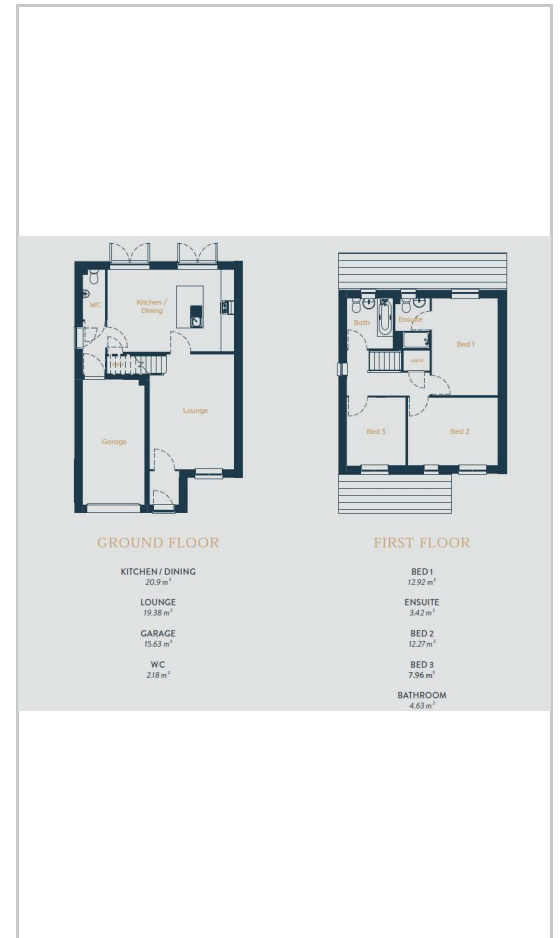 WC
Kitchen /
Dining
Lounge
Garage
Bath
Ensuite
Bed 1
Bed 3
Bed 2
GROUND FLOOR
KITCHEN / DINING
20.9 m²
LOUNGE
19.38 m²
GARAGE
15.63 m²
WC
2.18 m²
FIRST FLOOR
BED 1
12.92 m²
ENSUITE
3.42 m²
BED 2
12.27 m²
BED 3
7.96 m²
BATHROOM
4.63 m²